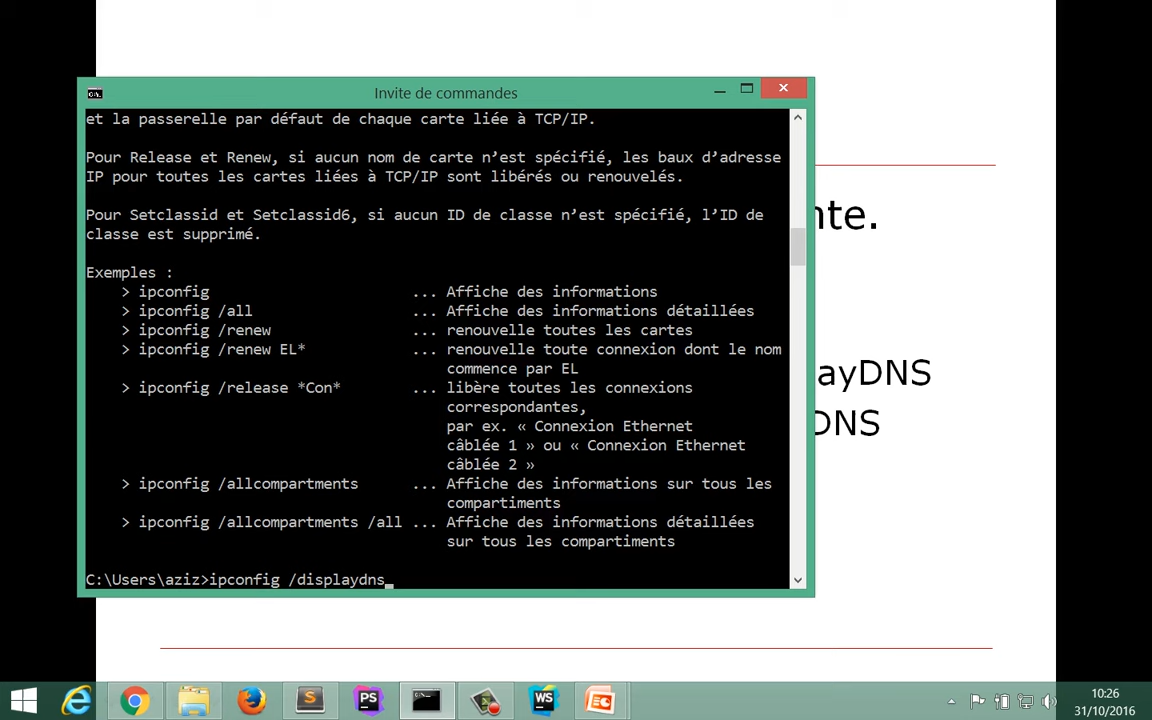 Invite de commandes
et la passerelle par défaut de chaque carte liée à TCP/IP.
Pour Release et Renew, si aucun nom de carte n’est spécifié, les baux d’adresse
IP pour toutes les cartes liées à TCP/IP sont libérés ou renouvelés.
Pour Setclassid et Setclassid6, si aucun ID de classe n’est spécifié, l’ID de
classe est supprimé.
Exemples :
> ipconfig ... Affiche des informations
> ipconfig /all ... Affiche des informations détaillées
> ipconfig /renew ... renouvelle toutes les cartes
> ipconfig /renew EL* ... renouvelle toute connexion dont le nom
commence par EL
> ipconfig /release *Con* ... libère toutes les connexions
correspondantes,
par ex. « Connexion Ethernet
câblée 1 » ou « Connexion Ethernet
câblée 2 »
> ipconfig /allcompartments ... Affiche des informations sur tous les
compartiments
> ipconfig /allcompartments /all ... Affiche des informations détaillées
sur tous les compartiments
C:\Users\aziz>ipconfig /displaydns_
nte.
ayDNS
DNS
PS
WS
10:26
31/10/2016